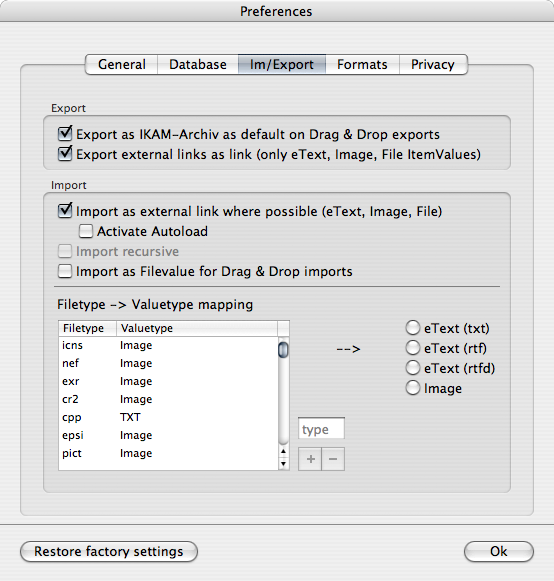 Preferences
General Database Im/Export Formats Privacy
Export
Export as IKAM-Archiv as default on Drag & Drop exports
Export external links as link (only eText, Image, File ItemValues)
Import
Import as external link where possible (eText, Image, File)
Activate Autoload
Import recursive
Import as Filevalue for Drag & Drop imports
Filetype -> Valuetype mapping
Filetype Valuetype
icns Image
nef Image
exr Image
cr2 Image
cpp TXT
epsi Image
pict Image
-->
eText (txt)
eText (rtf)
eText (rtfd)
Image
type
+ -
Restore factory settings Ok